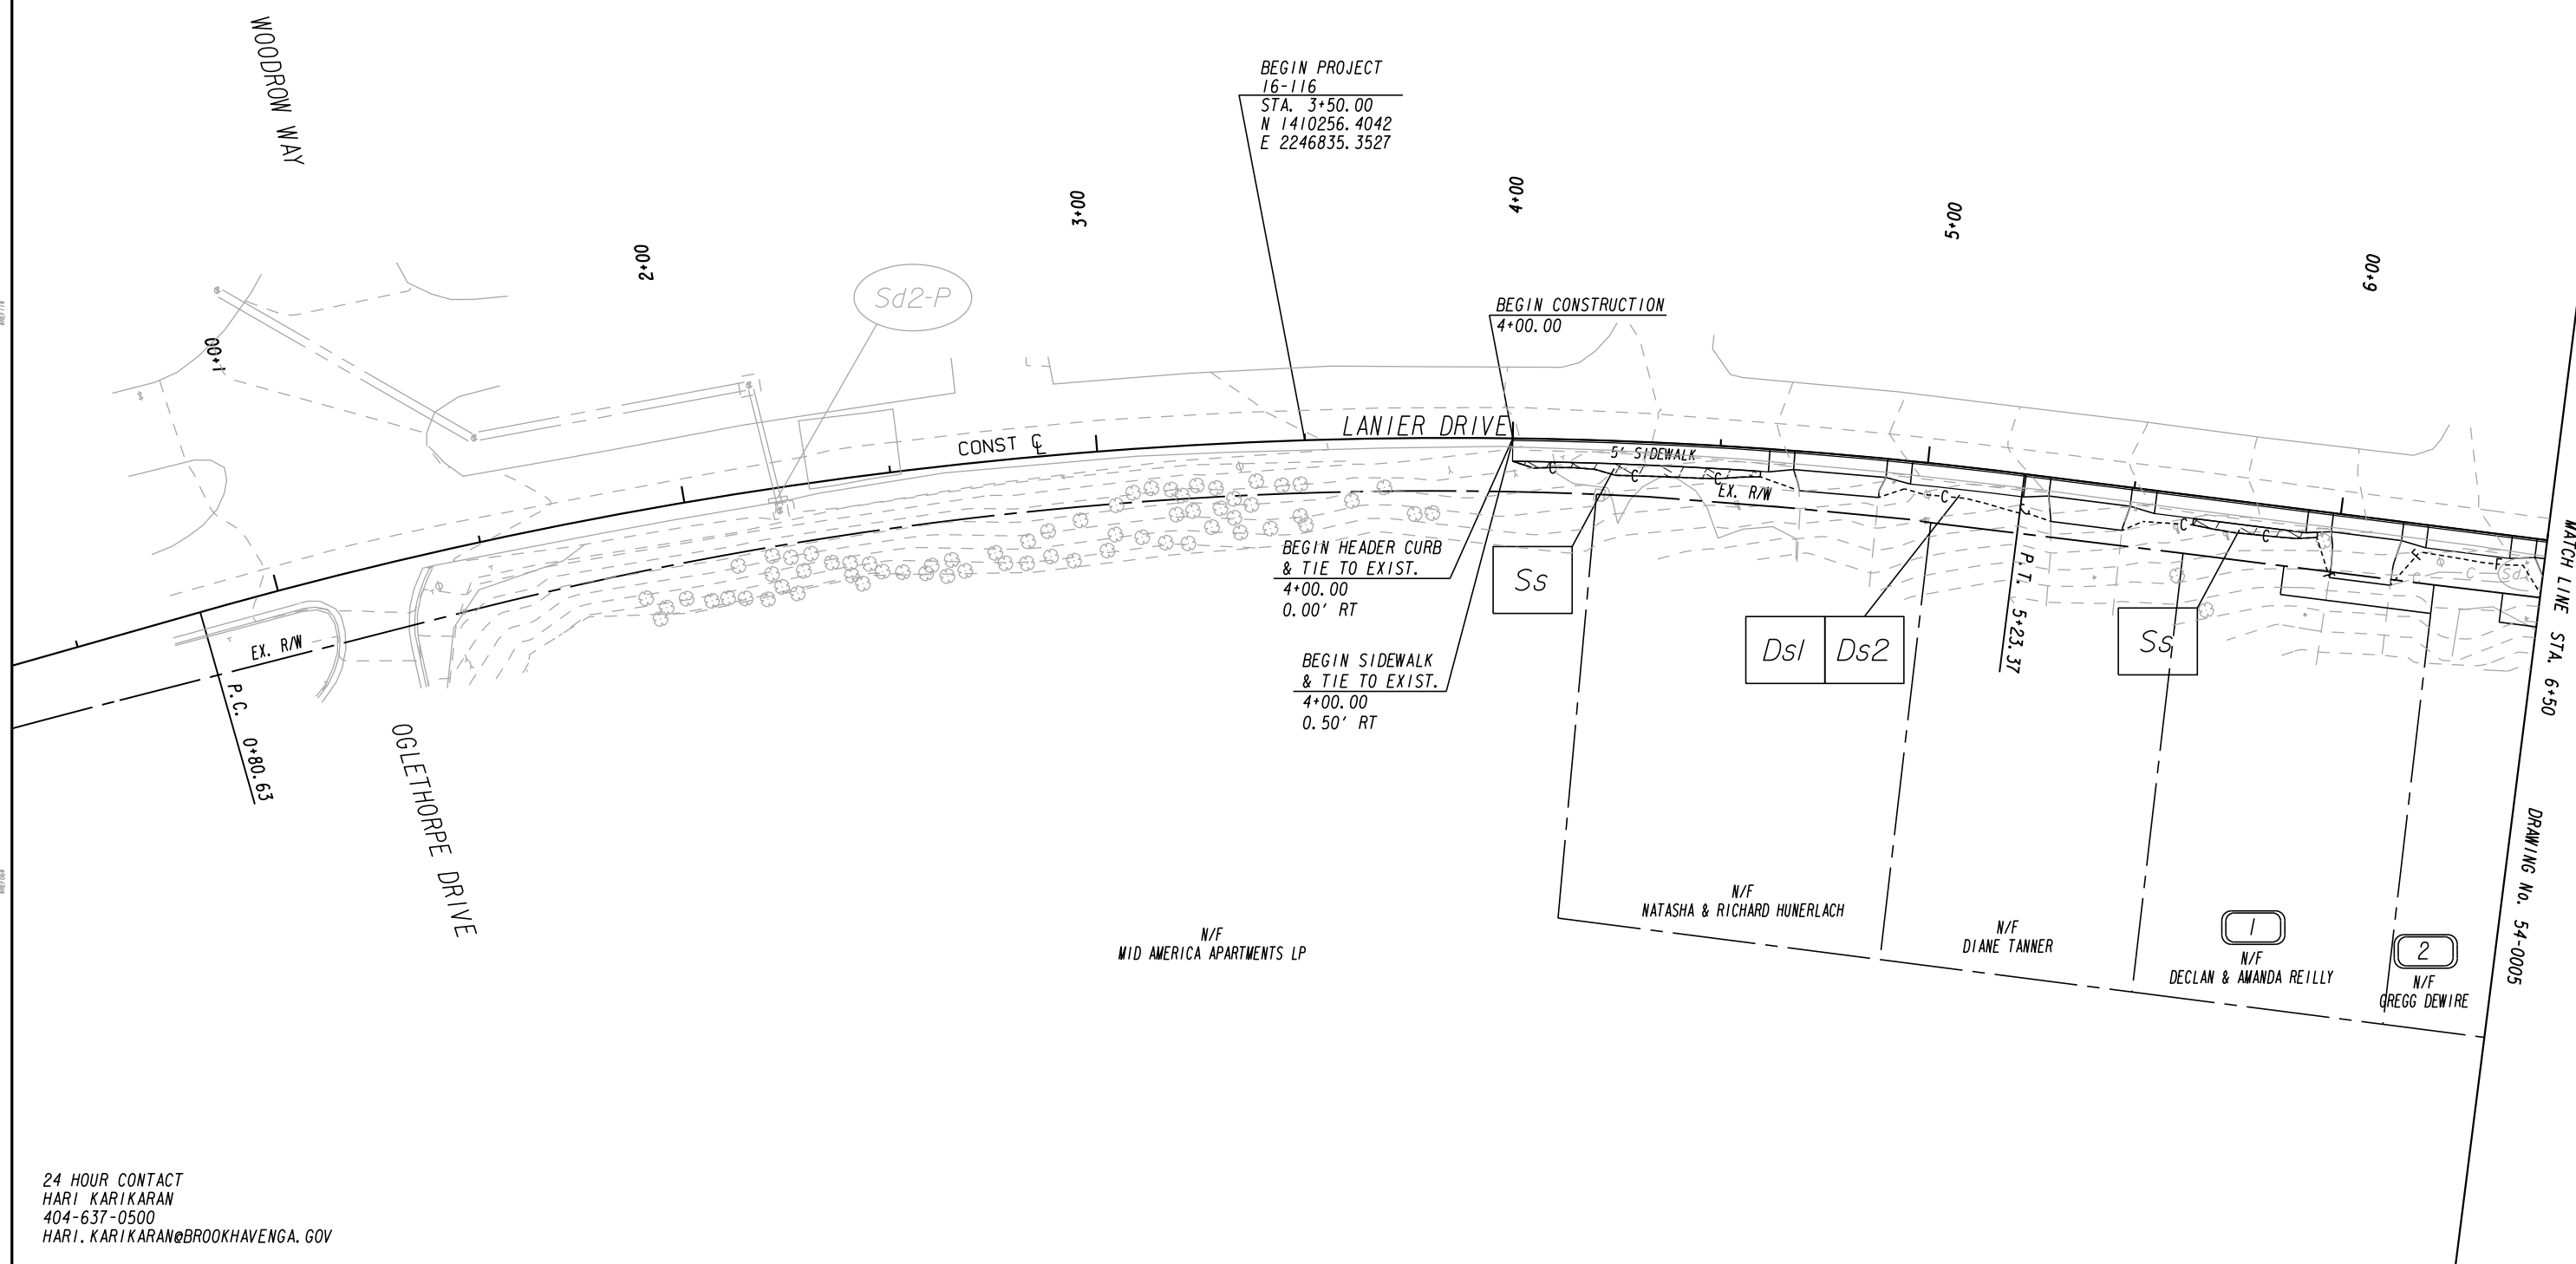 WOODROW WAY
BEGIN PROJECT
16-116
STA. 3+50.00
N 1410256.4042
E 2246835.3527
1+00
2+00
3+00
4+00
5+00
6+00
Sd2-P
BEGIN CONSTRUCTION
4+00.00
LANIER DRIVE
CONST ℄
5' SIDEWALK
C
C
C
C
C
C
F
F
C
C
Sd1
EX. R/W
EX. R/W
BEGIN HEADER CURB
& TIE TO EXIST.
4+00.00
0.00' RT
BEGIN SIDEWALK
& TIE TO EXIST.
4+00.00
0.50' RT
Ss
Ds1
Ds2
Ss
P.C. 0+80.63
P.T. 5+23.37
OGLETHORPE DRIVE
MATCH LINE STA. 6+50
DRAWING No. 54-0005
N/F
MID AMERICA APARTMENTS LP
N/F
NATASHA & RICHARD HUNERLACH
N/F
DIANE TANNER
1
N/F
DECLAN & AMANDA REILLY
2
N/F
GREGG DEWIRE
24 HOUR CONTACT
HARI KARIKARAN
404-637-0500
HARI.KARIKARAN@BROOKHAVENGA.GOV